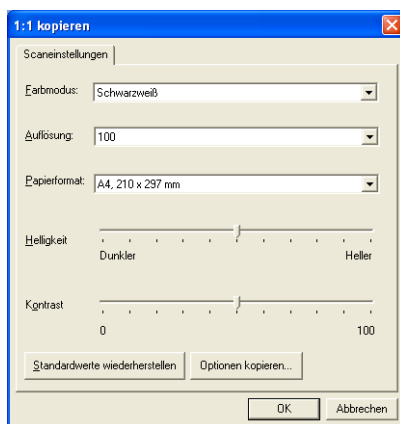 1:1 kopieren
Scaneinstellungen
Farbmodus: Schwarzweiß
Auflösung: 100
Papierformat: A4, 210 x 297 mm
Helligkeit
Dunkler Heller
Kontrast
0 100
Standardwerte wiederherstellen Optionen kopieren...
OK Abbrechen